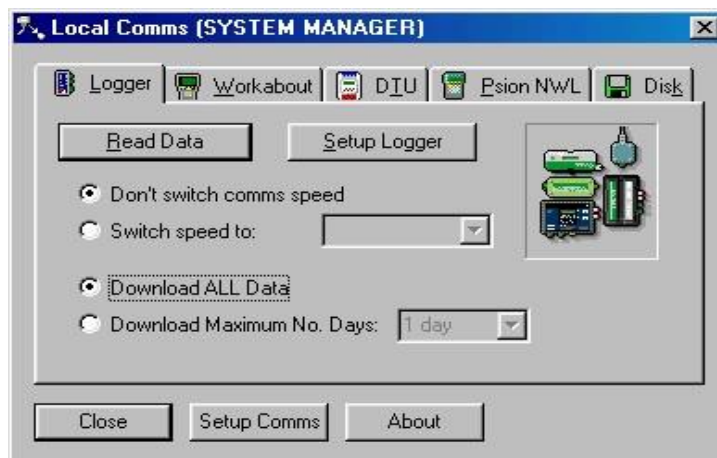 Local Comms (SYSTEM MANAGER)
Logger Workabout DTU Psion NWL Disk
Read Data Setup Logger
Don't switch comms speed
Switch speed to:
Download ALL Data
Download Maximum No. Days: 1 day
Close Setup Comms About